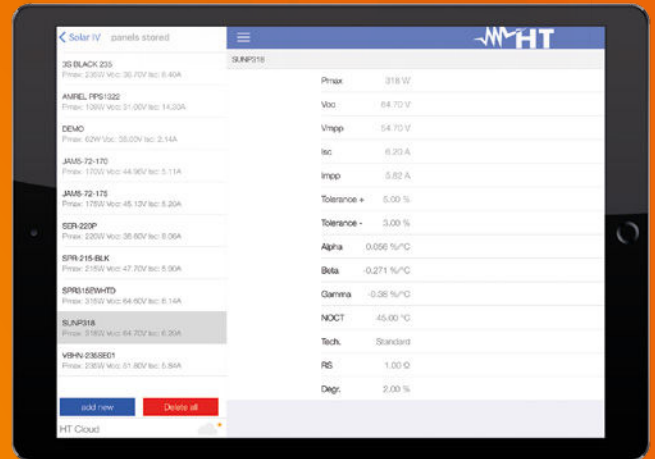 Solar IV panels stored
HT
3S BLACK 235
Pmax: 235W Voc: 36.70V Isc: 8.40A
AMREL PPS1322
Pmax: 109W Voc: 31.00V Isc: 14.20A
DEMO
Pmax: 62W Voc: 38.00V Isc: 2.14A
JAM5-72-170
Pmax: 170W Voc: 44.96V Isc: 5.11A
JAM5-72-175
Pmax: 175W Voc: 45.13V Isc: 5.20A
SER-220P
Pmax: 220W Voc: 36.60V Isc: 8.06A
SPR-215-BLK
Pmax: 215W Voc: 47.70V Isc: 5.90A
SPR315EWHTD
Pmax: 315W Voc: 64.60V Isc: 6.14A
SUNP318
Pmax: 318W Voc: 64.70V Isc: 6.20A
VBHN-235SE01
Pmax: 235W Voc: 51.80V Isc: 5.84A
add new Delete all
HT Cloud
SUNP318
Pmax 318 W
Voc 64.70 V
Vmpp 54.70 V
Isc 6.20 A
Impp 5.82 A
Tolerance + 5.00 %
Tolerance - 3.00 %
Alpha 0.056 %/°C
Beta -0.271 %/°C
Gamma -0.38 %/°C
NOCT 45.00 °C
Tech. Standard
RS 1.00 Ω
Degr. 2.00 %